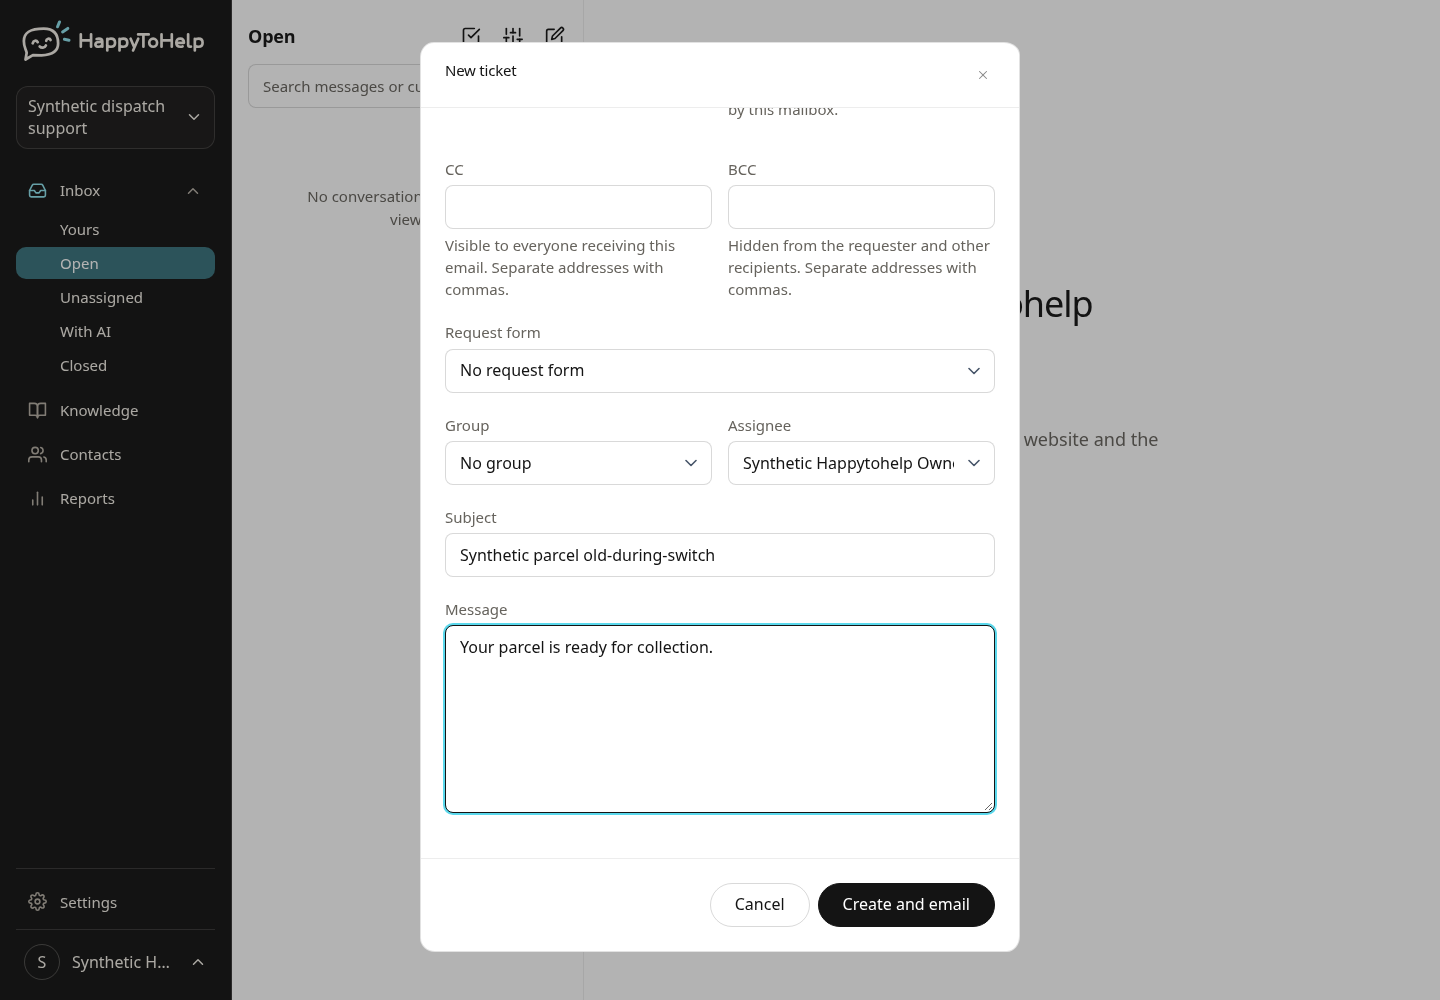 HappyToHelp
Synthetic dispatch
support
Inbox
Yours
Open
Unassigned
With AI
Closed
Knowledge
Contacts
Reports
Settings
S
Synthetic H...
Open
Search messages or cu
No conversation
view
ohelp
website and the
New ticket
by this mailbox.
CC
BCC
Visible to everyone receiving this
email. Separate addresses with
commas.
Hidden from the requester and other
recipients. Separate addresses with
commas.
Request form
No request form
Group
Assignee
No group
Synthetic Happytohelp Own
Subject
Synthetic parcel old-during-switch
Message
Your parcel is ready for collection.
Cancel
Create and email